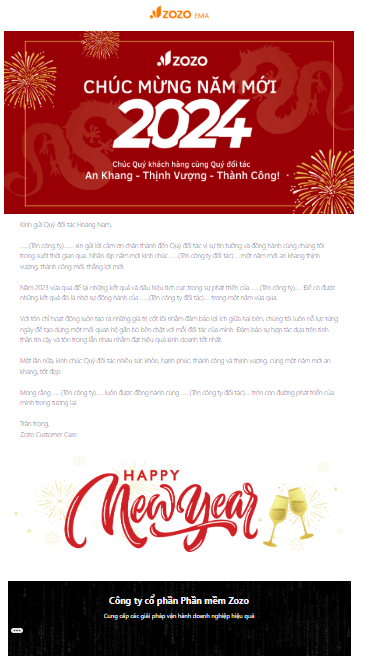 ZOZO EMA
ZOZO
CHÚC MỪNG NĂM MỚI
2024
Chúc Quý khách hàng cùng Quý đối tác
An Khang - Thịnh Vượng - Thành Công!
Kính gửi Quý đối tác Hoàng Nam,
.....(Tên công ty)...... xin gửi lời cảm ơn chân thành đến Quý đối tác vì sự tin tưởng và đồng hành cùng chúng tôi
trong suốt thời gian qua. Nhân dịp năm mới kính chúc .....(Tên công ty đối tác).... một năm mới an khang thịnh
vượng, thành công mới, thắng lợi mới.
Năm 2023 vừa qua để lại những kết quả và dấu hiệu tích cực trong sự phát triển của ......(Tên công ty)..... Để có được
những kết quả đó là nhờ sự đồng hành của ......(Tên công ty đối tác).... trong một năm vừa qua.
Với tôn chỉ hoạt động luôn tạo ra những giá trị cốt lõi nhằm đảm bảo lợi ích giữa hai bên, chúng tôi luôn nỗ lực từng
ngày để tạo dựng một mối quan hệ gắn bó bền chặt với mỗi đối tác của mình. Đảm bảo sự hợp tác dựa trên tinh
thần tin cậy và tôn trọng lẫn nhau nhằm đạt hiệu quả kinh doanh tốt nhất.
Một lần nữa, kính chúc Quý đối tác nhiều sức khỏe, hạnh phúc, thành công và thịnh vượng, cùng một năm mới an
khang, tốt đẹp.
Mong rằng ......(Tên công ty).... luôn được đồng hành cùng ......(Tên công ty đối tác).... trên con đường phát triển của
mình trong tương lai.
Trân trọng,
Zozo Customer Care
HAPPY
New Year
Công ty cổ phần Phần mềm Zozo
Cung cấp các giải pháp vận hành doanh nghiệp hiệu quả